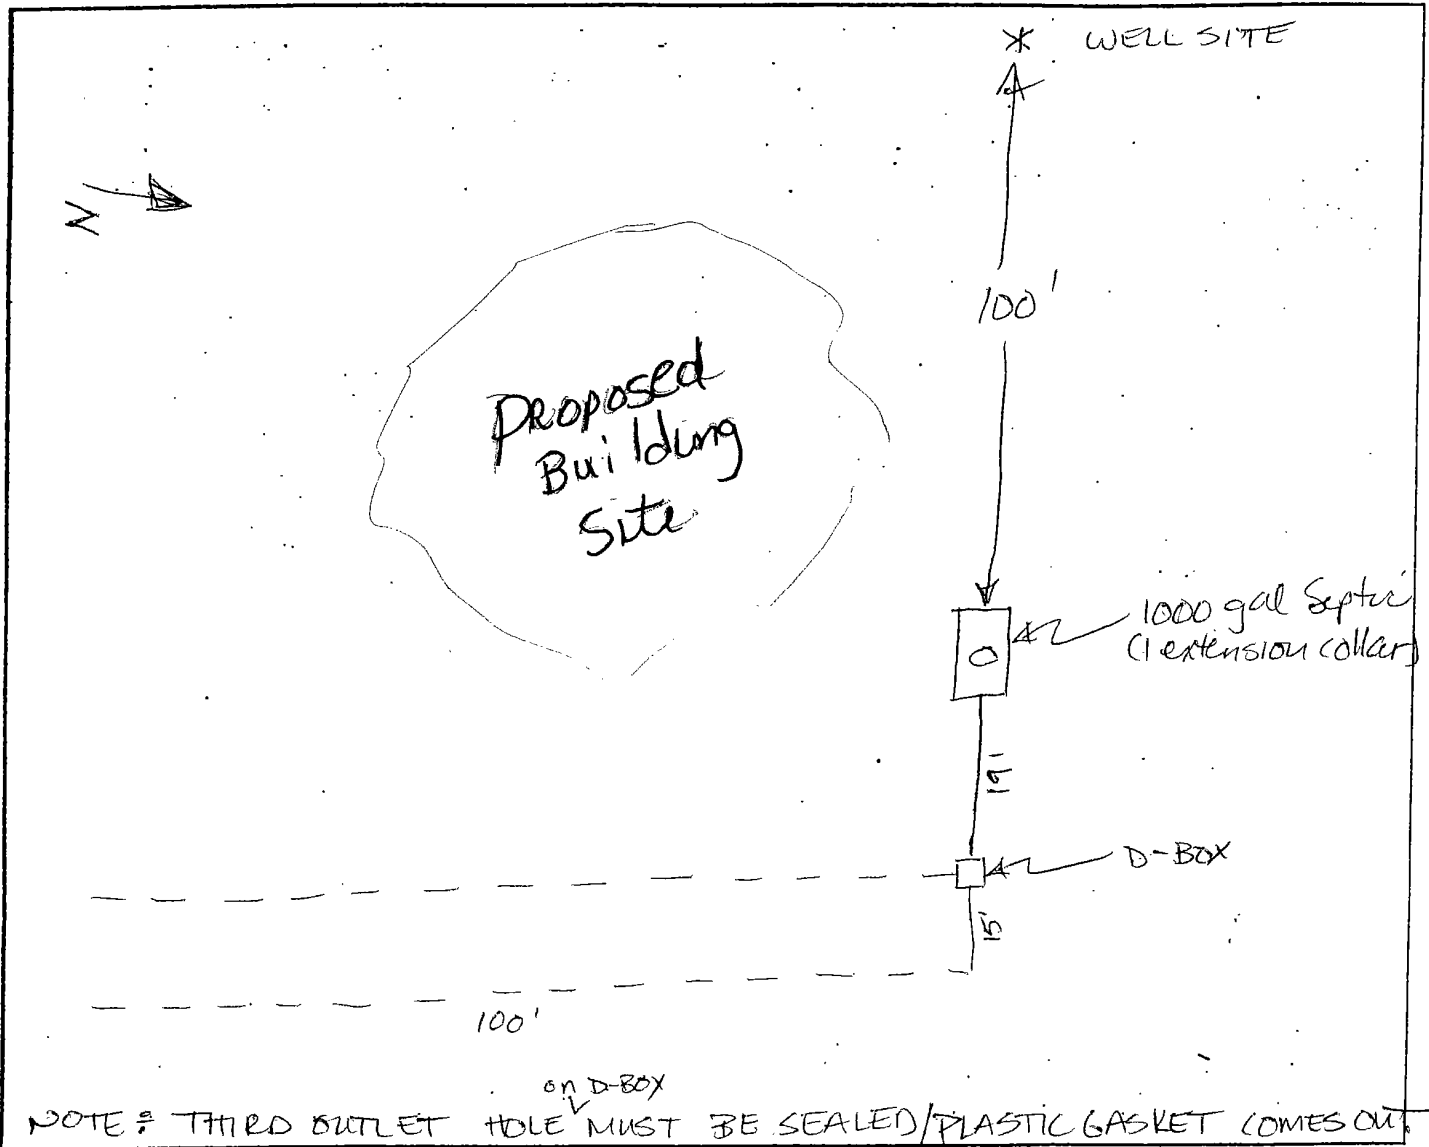 WELL SITE
N
100'
Proposed
Building
Site
1000 gal Septic
(1 extension collar)
19'
D-BOX
15'
100'
on D-BOX
NOTE: THIRD OUTLET HOLE MUST BE SEALED/PLASTIC GASKET COMES OUT